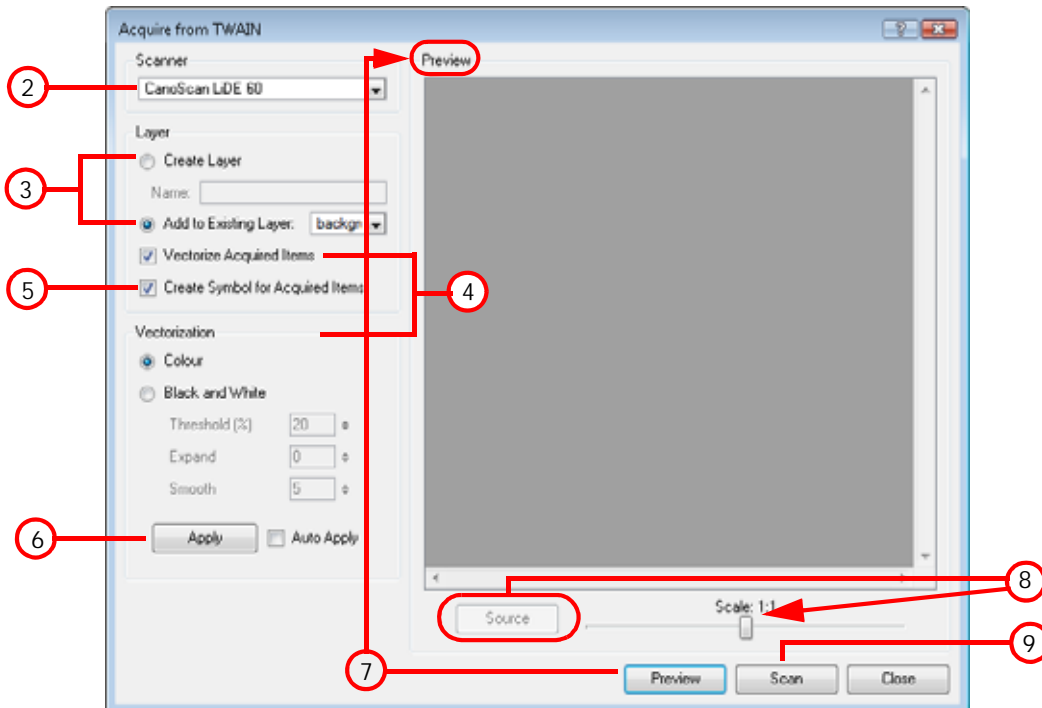 Acquire from TWAIN
Scanner
Preview
2
CanoScan LiDE 60
Layer
Create Layer
3
Name:
Add to Existing Layer: backgr
Vectorize Acquired Items
5
Create Symbol for Acquired Items
4
Vectorization
Colour
Black and White
Threshold (%) 20
Expand 0
Smooth 5
6
Apply Auto Apply
8
Source
Scale: 1:1
9
7
Preview Scan Close